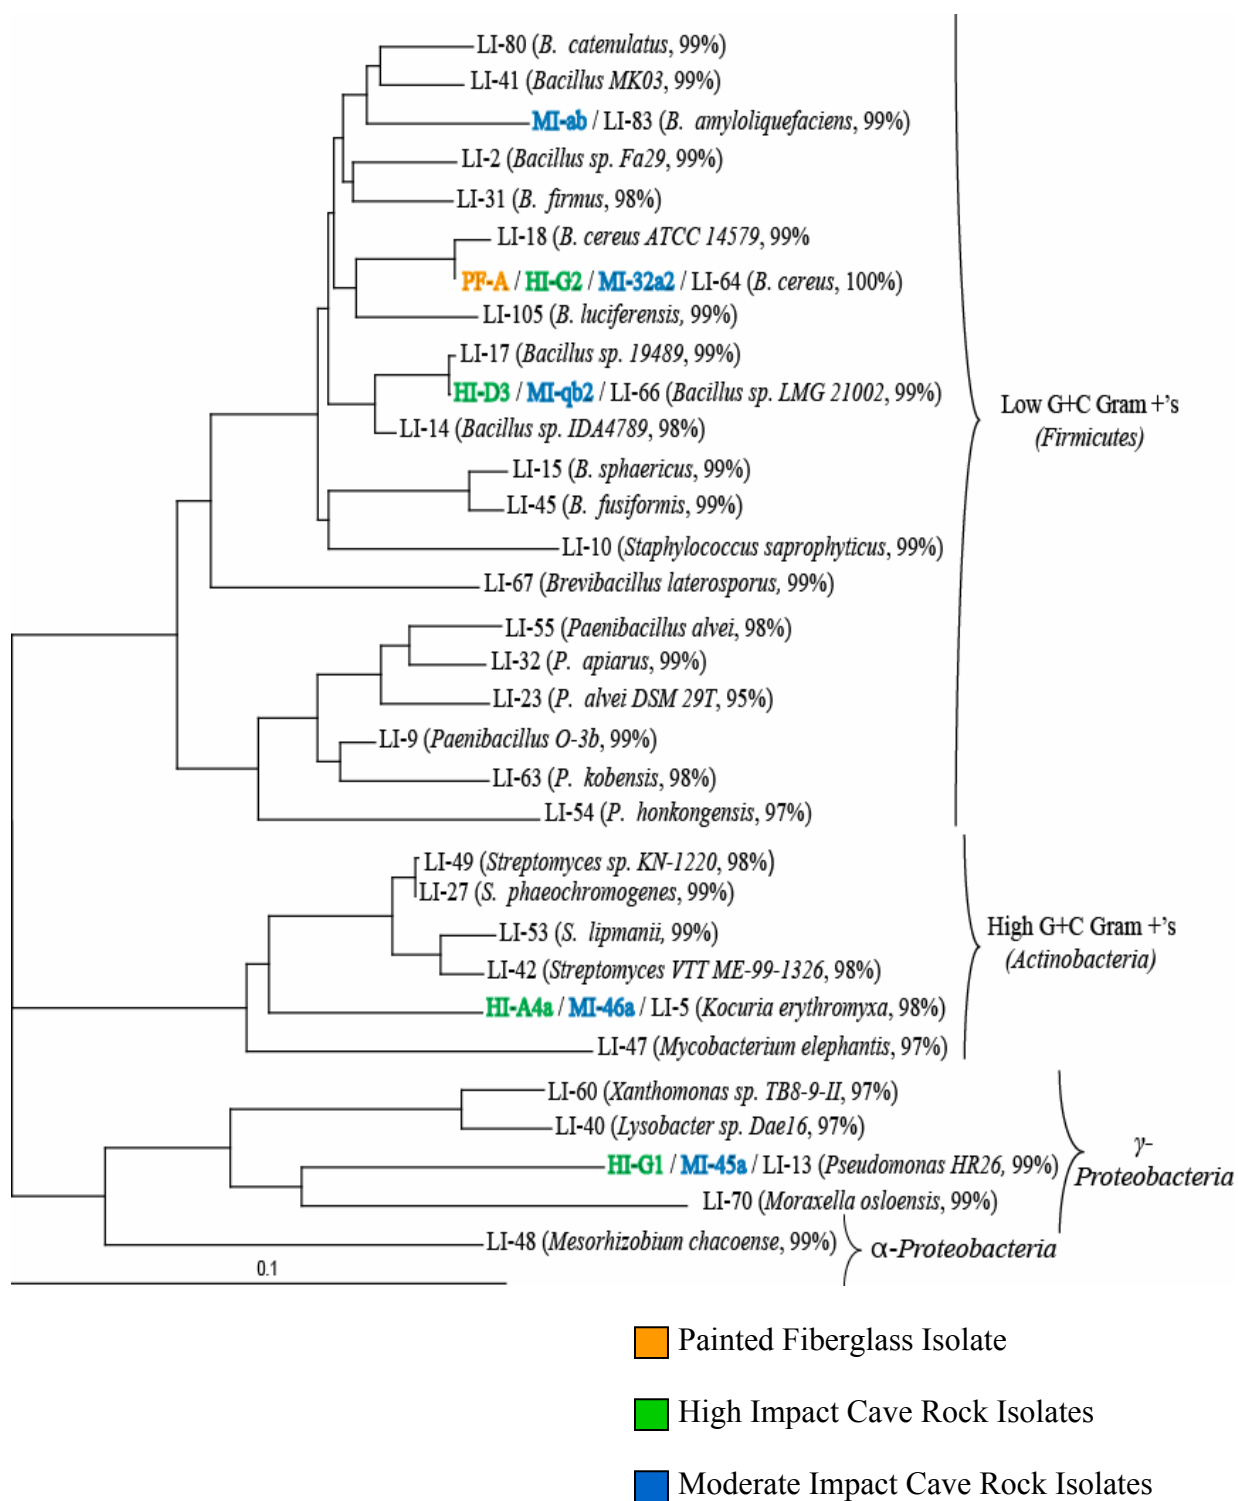 LI-80 (B. catenulatus, 99%)
LI-41 (Bacillus MK03, 99%)
MI-ab / LI-83 (B. amyloliquefaciens, 99%)
LI-2 (Bacillus sp. Fa29, 99%)
LI-31 (B. firmus, 98%)
LI-18 (B. cereus ATCC 14579, 99%
PF-A / HI-G2 / MI-32a2 / LI-64 (B. cereus, 100%)
LI-105 (B. luciferensis, 99%)
LI-17 (Bacillus sp. 19489, 99%)
HI-D3 / MI-qb2 / LI-66 (Bacillus sp. LMG 21002, 99%)
LI-14 (Bacillus sp. IDA4789, 98%)
LI-15 (B. sphaericus, 99%)
LI-45 (B. fusiformis, 99%)
LI-10 (Staphylococcus saprophyticus, 99%)
LI-67 (Brevibacillus laterosporus, 99%)
LI-55 (Paenibacillus alvei, 98%)
LI-32 (P. apiarus, 99%)
LI-23 (P. alvei DSM 29T, 95%)
LI-9 (Paenibacillus O-3b, 99%)
LI-63 (P. kobensis, 98%)
LI-54 (P. honkongensis, 97%)
Low G+C Gram +'s
(Firmicutes)
LI-49 (Streptomyces sp. KN-1220, 98%)
LI-27 (S. phaeochromogenes, 99%)
LI-53 (S. lipmanii, 99%)
LI-42 (Streptomyces VTT ME-99-1326, 98%)
HI-A4a / MI-46a / LI-5 (Kocuria erythromyxa, 98%)
LI-47 (Mycobacterium elephantis, 97%)
High G+C Gram +'s
(Actinobacteria)
LI-60 (Xanthomonas sp. TB8-9-II, 97%)
LI-40 (Lysobacter sp. Dae16, 97%)
HI-G1 / MI-45a / LI-13 (Pseudomonas HR26, 99%)
LI-70 (Moraxella osloensis, 99%)
γ-
Proteobacteria
LI-48 (Mesorhizobium chacoense, 99%)
α-Proteobacteria
0.1
Painted Fiberglass Isolate
High Impact Cave Rock Isolates
Moderate Impact Cave Rock Isolates